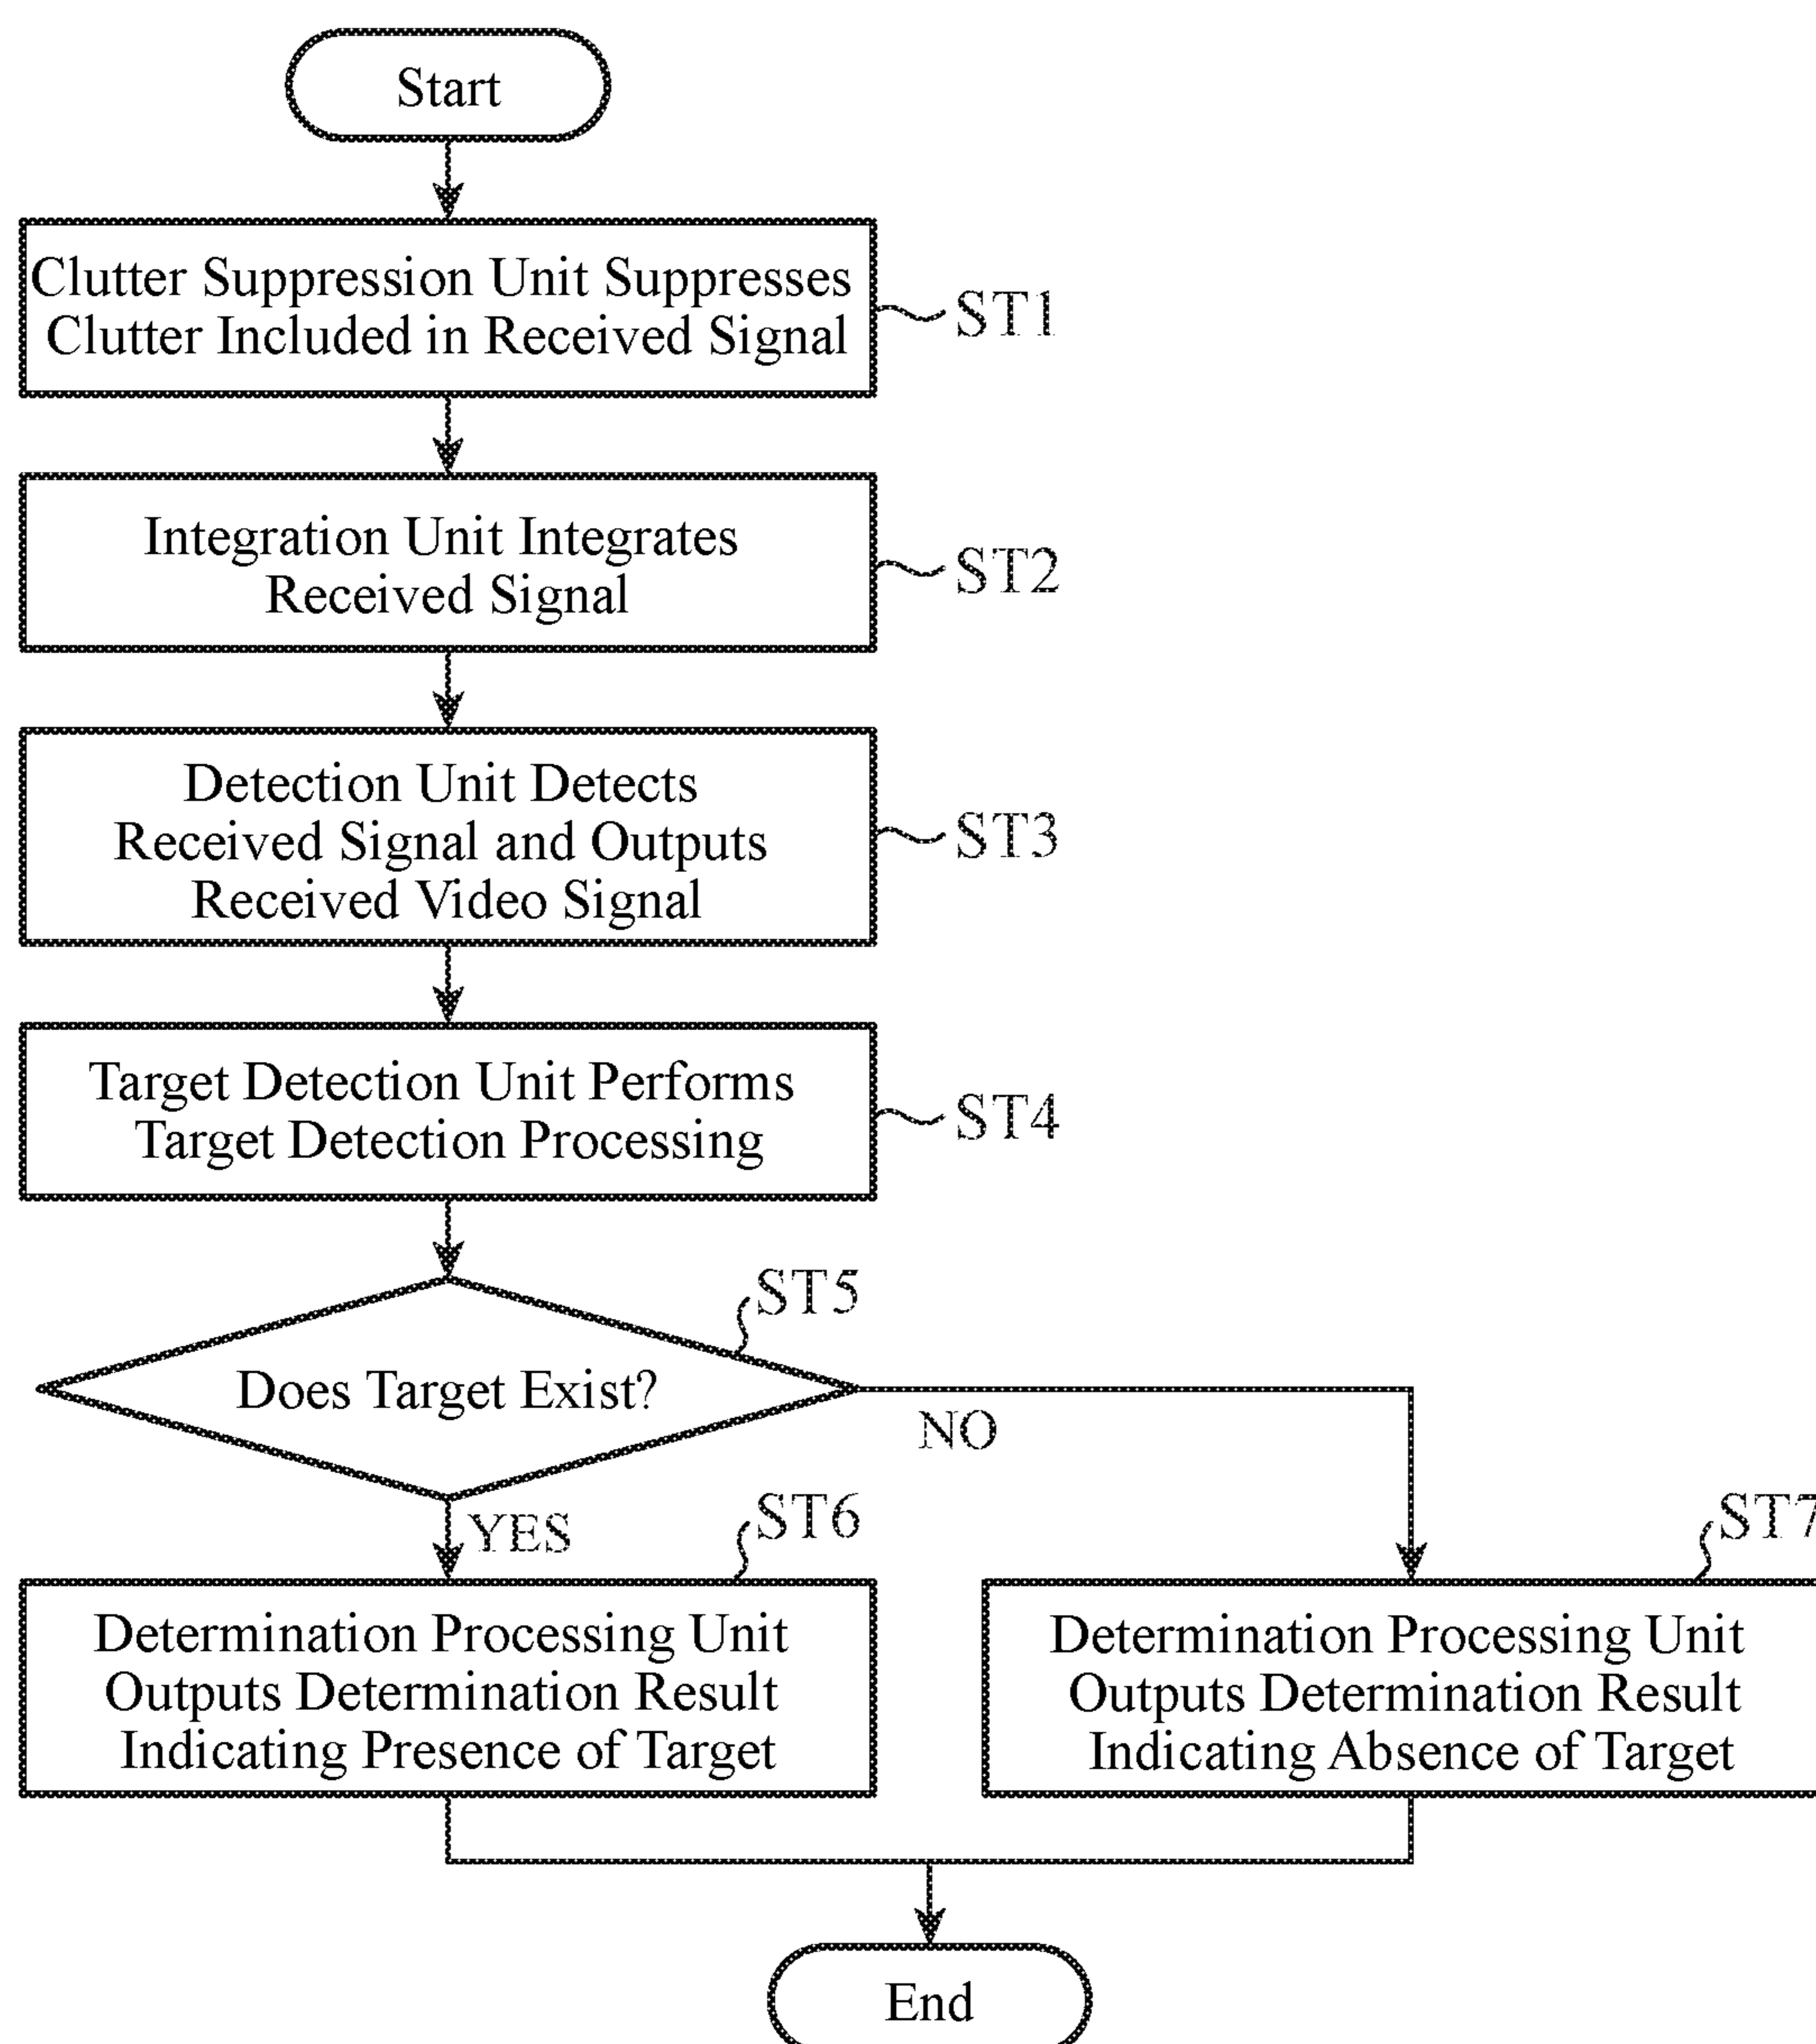 Start
Clutter Suppression Unit Suppresses
Clutter Included in Received Signal
ST1
Integration Unit Integrates
Received Signal
ST2
Detection Unit Detects
Received Signal and Outputs
Received Video Signal
ST3
Target Detection Unit Performs
Target Detection Processing
ST4
ST5
Does Target Exist?
NO
YES
ST6
ST7
Determination Processing Unit
Outputs Determination Result
Indicating Presence of Target
Determination Processing Unit
Outputs Determination Result
Indicating Absence of Target
End